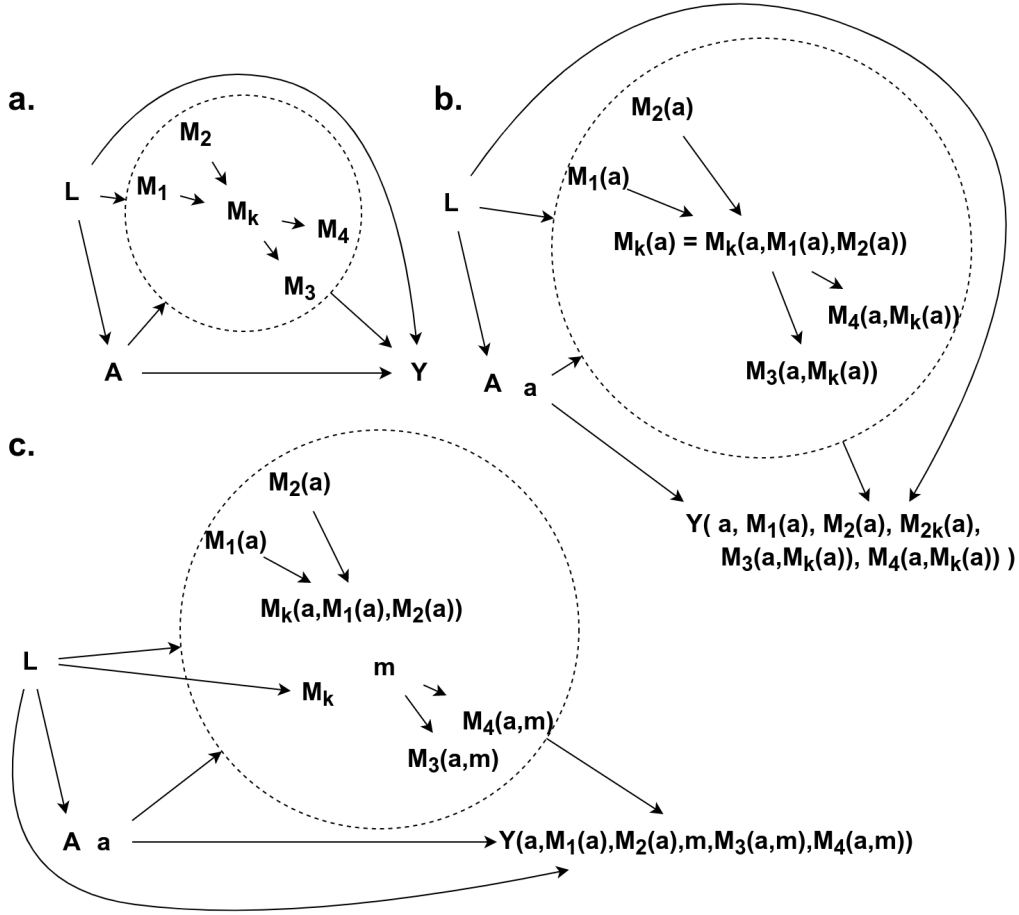 a.
M₂
L
M₁
Mₖ
M₄
M₃
A
Y
b.
M₂(a)
M₁(a)
L
Mₖ(a) = Mₖ(a,M₁(a),M₂(a))
M₄(a,Mₖ(a))
M₃(a,Mₖ(a))
A a
Y( a, M₁(a), M₂(a), M₂ₖ(a),
M₃(a,Mₖ(a)), M₄(a,Mₖ(a)) )
c.
M₂(a)
M₁(a)
Mₖ(a,M₁(a),M₂(a))
L
m
Mₖ
M₄(a,m)
M₃(a,m)
A a
Y(a,M₁(a),M₂(a),m,M₃(a,m),M₄(a,m))